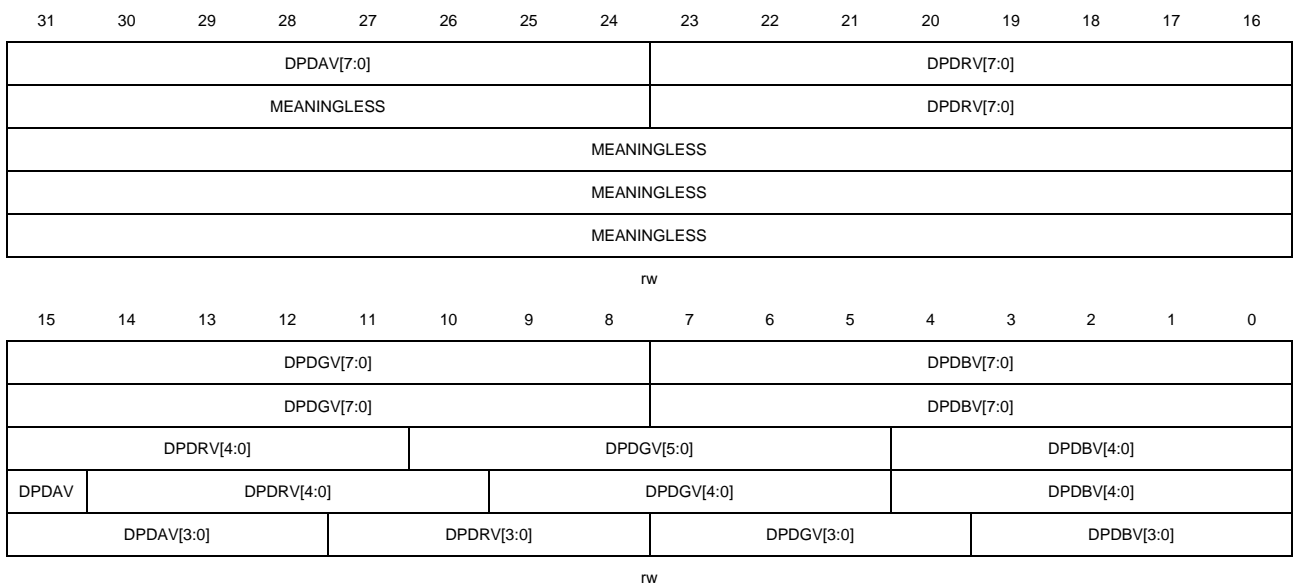 31 30 29 28 27 26 25 24 23 22 21 20 19 18 17 16
DPDAV[7:0] DPDRV[7:0]
MEANINGLESS DPDRV[7:0]
MEANINGLESS
MEANINGLESS
MEANINGLESS
rw
15 14 13 12 11 10 9 8 7 6 5 4 3 2 1 0
DPDGV[7:0] DPDBV[7:0]
DPDGV[7:0] DPDBV[7:0]
DPDRV[4:0] DPDGV[5:0] DPDBV[4:0]
DPDAV DPDRV[4:0] DPDGV[4:0] DPDBV[4:0]
DPDAV[3:0] DPDRV[3:0] DPDGV[3:0] DPDBV[3:0]
rw